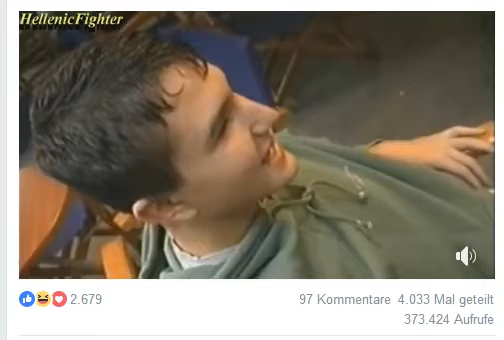 HellenicFighter
2.679
97 Kommentare 4.033 Mal geteilt
373.424 Aufrufe